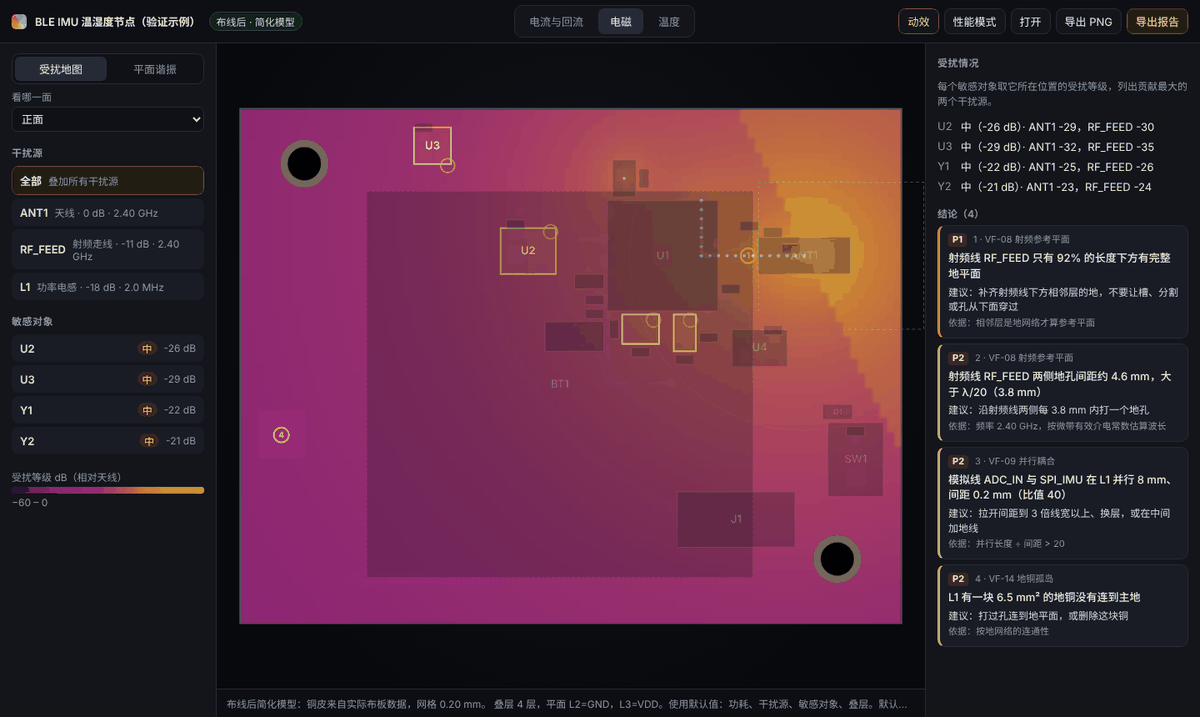 BLE IMU 温湿度节点（验证示例）
布线后 · 简化模型
电流与回流
电磁
温度
动效
性能模式
打开
导出 PNG
导出报告
受扰地图
平面谐振
看哪一面
正面
干扰源
全部 叠加所有干扰源
ANT1 天线 · 0 dB · 2.40 GHz
RF_FEED 射频走线 · -11 dB · 2.40
GHz
L1 功率电感 · -18 dB · 2.0 MHz
敏感对象
U2 中 -26 dB
U3 中 -29 dB
Y1 中 -22 dB
Y2 中 -21 dB
受扰等级 dB（相对天线）
−60 – 0
U3
U2
U1
1
ANT1
U4
BT1
D1
4
SW1
J1
布线后简化模型：铜皮来自实际布板数据，网格 0.20 mm。 叠层 4 层，平面 L2=GND，L3=VDD。使用默认值：功耗、干扰源、敏感对象、叠层。默认…
受扰情况
每个敏感对象取它所在位置的受扰等级，列出贡献最大的
两个干扰源。
U2 中（-26 dB）· ANT1 -29，RF_FEED -30
U3 中（-29 dB）· ANT1 -32，RF_FEED -35
Y1 中（-22 dB）· ANT1 -25，RF_FEED -26
Y2 中（-21 dB）· ANT1 -23，RF_FEED -24
结论（4）
P1 1 · VF-08 射频参考平面
射频线 RF_FEED 只有 92% 的长度下方有完整
地平面
建议：补齐射频线下方相邻层的地，不要让槽、分割
或孔从下面穿过
依据：相邻层是地网络才算参考平面
P2 2 · VF-08 射频参考平面
射频线 RF_FEED 两侧地孔间距约 4.6 mm，大
于 λ/20（3.8 mm）
建议：沿射频线两侧每 3.8 mm 内打一个地孔
依据：频率 2.40 GHz，按微带有效介电常数估算波长
P2 3 · VF-09 并行耦合
模拟线 ADC_IN 与 SPI_IMU 在 L1 并行 8 mm、
间距 0.2 mm（比值 40）
建议：拉开间距到 3 倍线宽以上、换层，或在中间
加地线
依据：并行长度 ÷ 间距 > 20
P2 4 · VF-14 地铜孤岛
L1 有一块 6.5 mm² 的地铜没有连到主地
建议：打过孔连到地平面，或删除这块铜
依据：按地网络的连通性